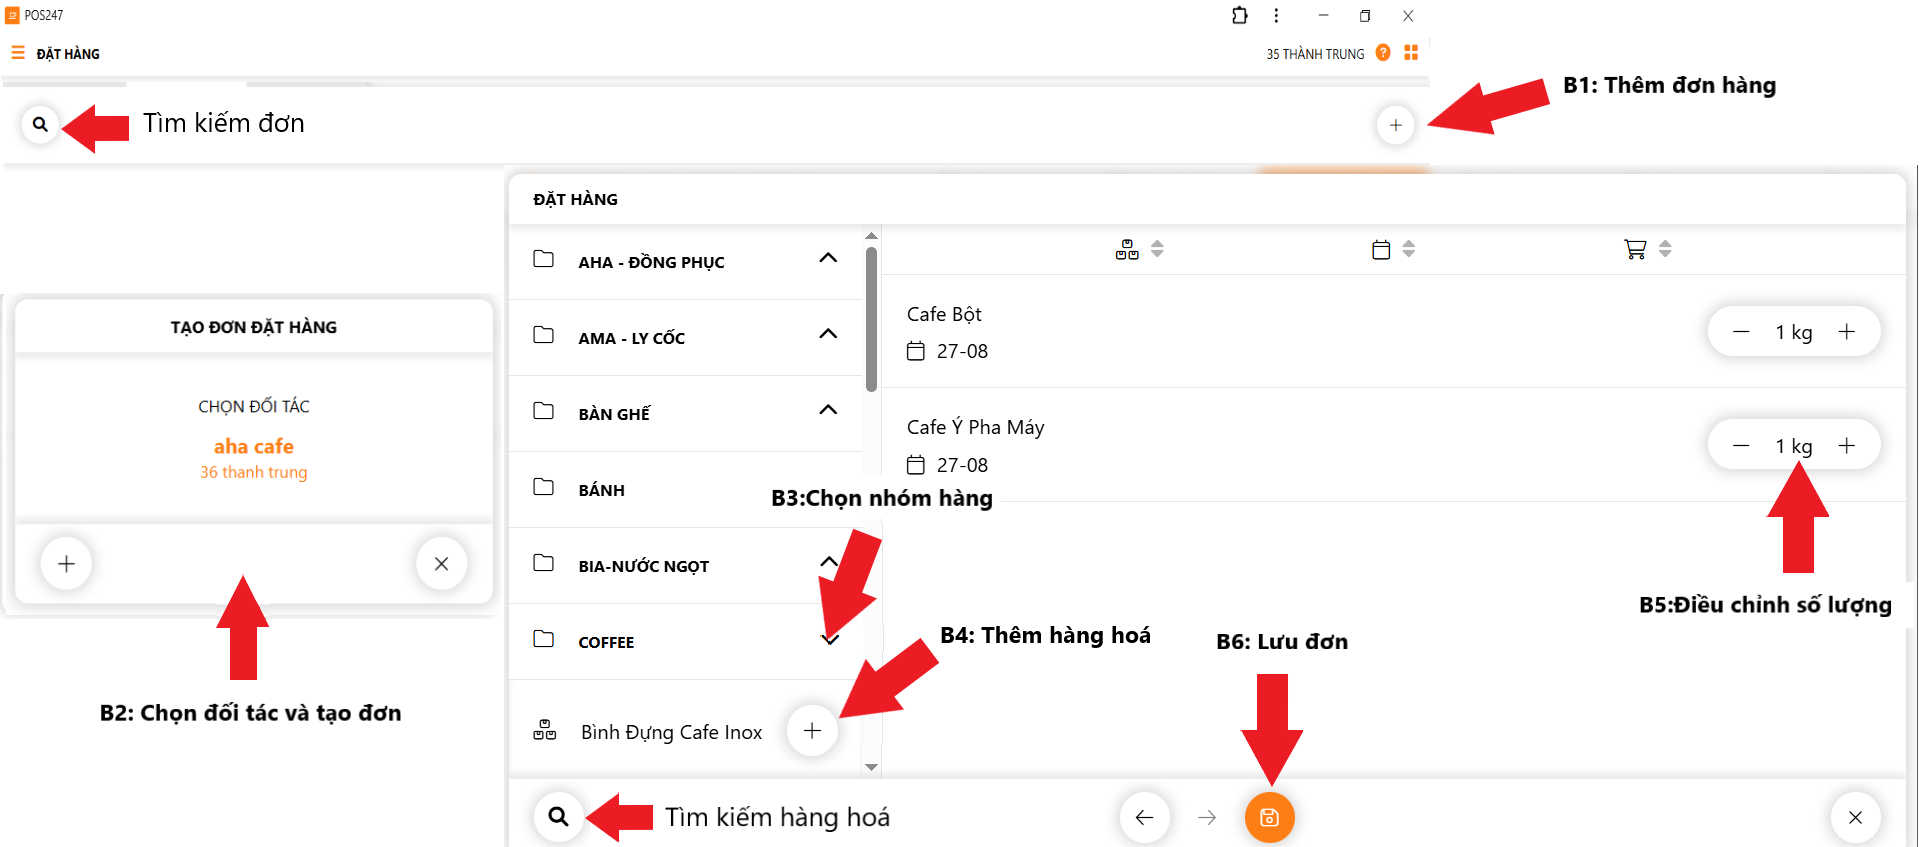 POS247
ĐẶT HÀNG
35 THÀNH TRUNG
B1: Thêm đơn hàng
Tìm kiếm đơn
ĐẶT HÀNG
AHA - ĐỒNG PHỤC
AMA - LY CỐC
BÀN GHẾ
BÁNH
BIA-NƯỚC NGỌT
COFFEE
Bình Đựng Cafe Inox
Cafe Bột
27-08
1 kg
Cafe Ý Pha Máy
27-08
1 kg
TẠO ĐƠN ĐẶT HÀNG
CHỌN ĐỐI TÁC
aha cafe
36 thanh trung
B2: Chọn đối tác và tạo đơn
B3:Chọn nhóm hàng
B4: Thêm hàng hoá
B5:Điều chỉnh số lượng
B6: Lưu đơn
Tìm kiếm hàng hoá